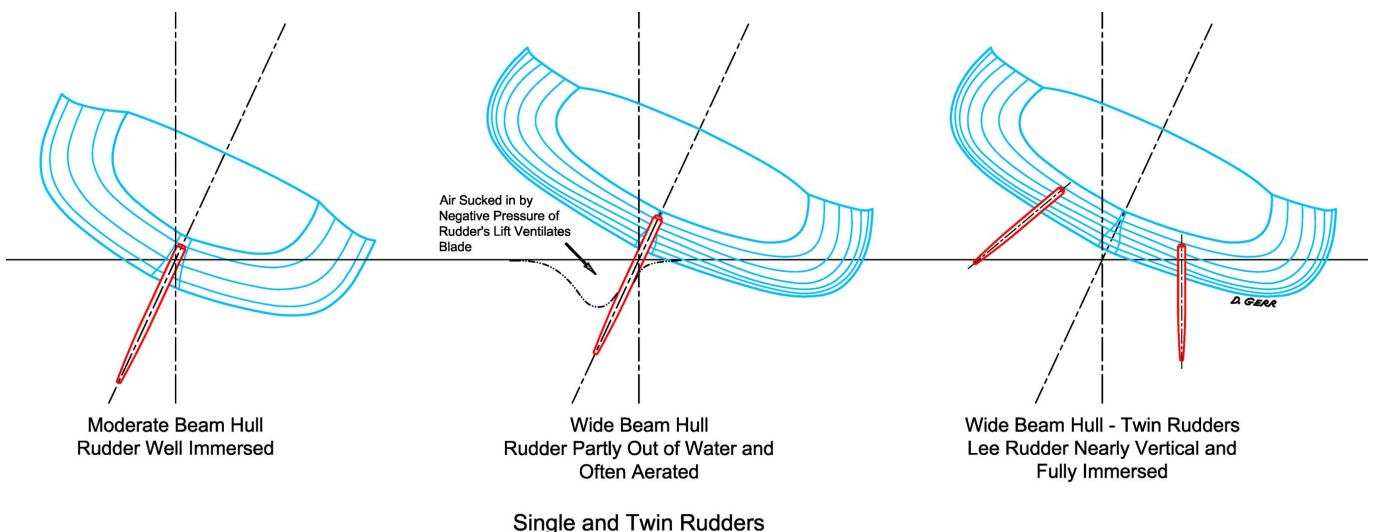 Air Sucked in by
Negative Pressure of
Rudder's Lift Ventilates
Blade
D. GERR
Moderate Beam Hull
Rudder Well Immersed
Wide Beam Hull
Rudder Partly Out of Water and
Often Aerated
Wide Beam Hull - Twin Rudders
Lee Rudder Nearly Vertical and
Fully Immersed
Single and Twin Rudders